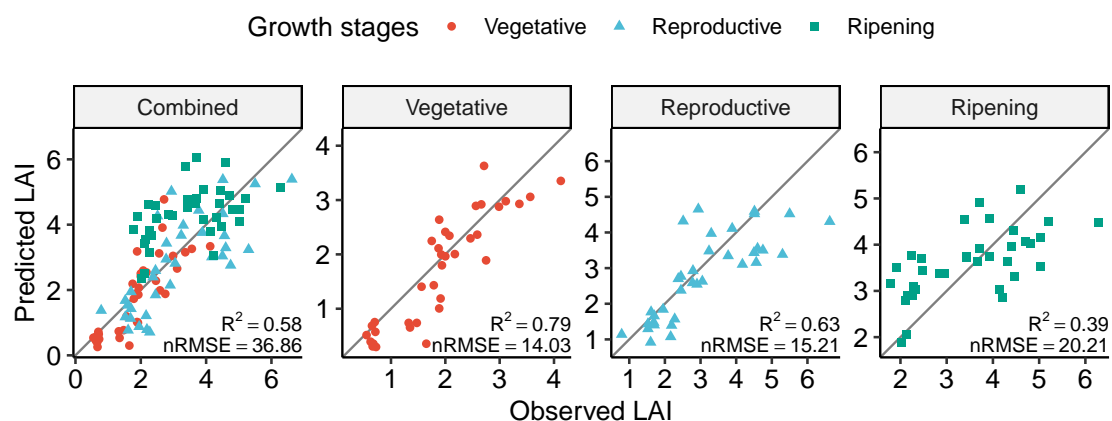 Growth stages Vegetative Reproductive Ripening
Combined Vegetative Reproductive Ripening
Predicted LAI
6
4
2
0
R² = 0.58
nRMSE = 36.86
0 2 4 6
4
3
2
1
R² = 0.79
nRMSE = 14.03
1 2 3 4
6
5
4
3
2
1
R² = 0.63
nRMSE = 15.21
1 2 3 4 5 6
6
5
4
3
2
R² = 0.39
nRMSE = 20.21
2 3 4 5 6
Observed LAI